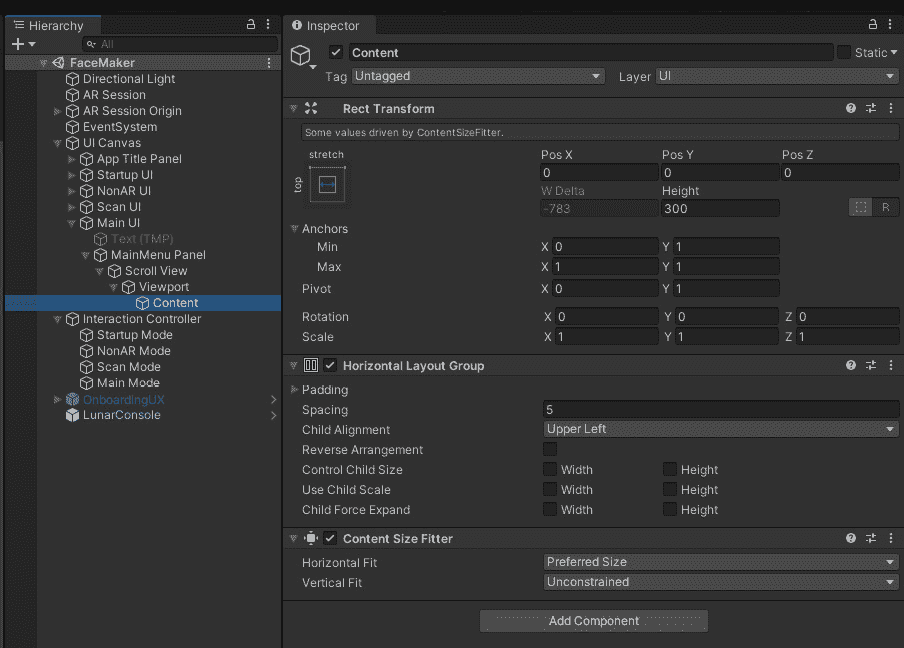 Hierarchy
All
FaceMaker
Directional Light
AR Session
AR Session Origin
EventSystem
UI Canvas
App Title Panel
Startup UI
NonAR UI
Scan UI
Main UI
Text (TMP)
MainMenu Panel
Scroll View
Viewport
Content
Interaction Controller
Startup Mode
NonAR Mode
Scan Mode
Main Mode
OnboardingUX
LunarConsole
Inspector
Content Static
Tag Untagged Layer UI
Rect Transform
Some values driven by ContentSizeFitter.
stretch
top
Pos X Pos Y Pos Z
0 0 0
W Delta Height
-783 300
R
Anchors
Min X 0 Y 1
Max X 1 Y 1
Pivot X 0 Y 1
Rotation X 0 Y 0 Z 0
Scale X 1 Y 1 Z 1
Horizontal Layout Group
Padding
Spacing 5
Child Alignment Upper Left
Reverse Arrangement
Control Child Size Width Height
Use Child Scale Width Height
Child Force Expand Width Height
Content Size Fitter
Horizontal Fit Preferred Size
Vertical Fit Unconstrained
Add Component